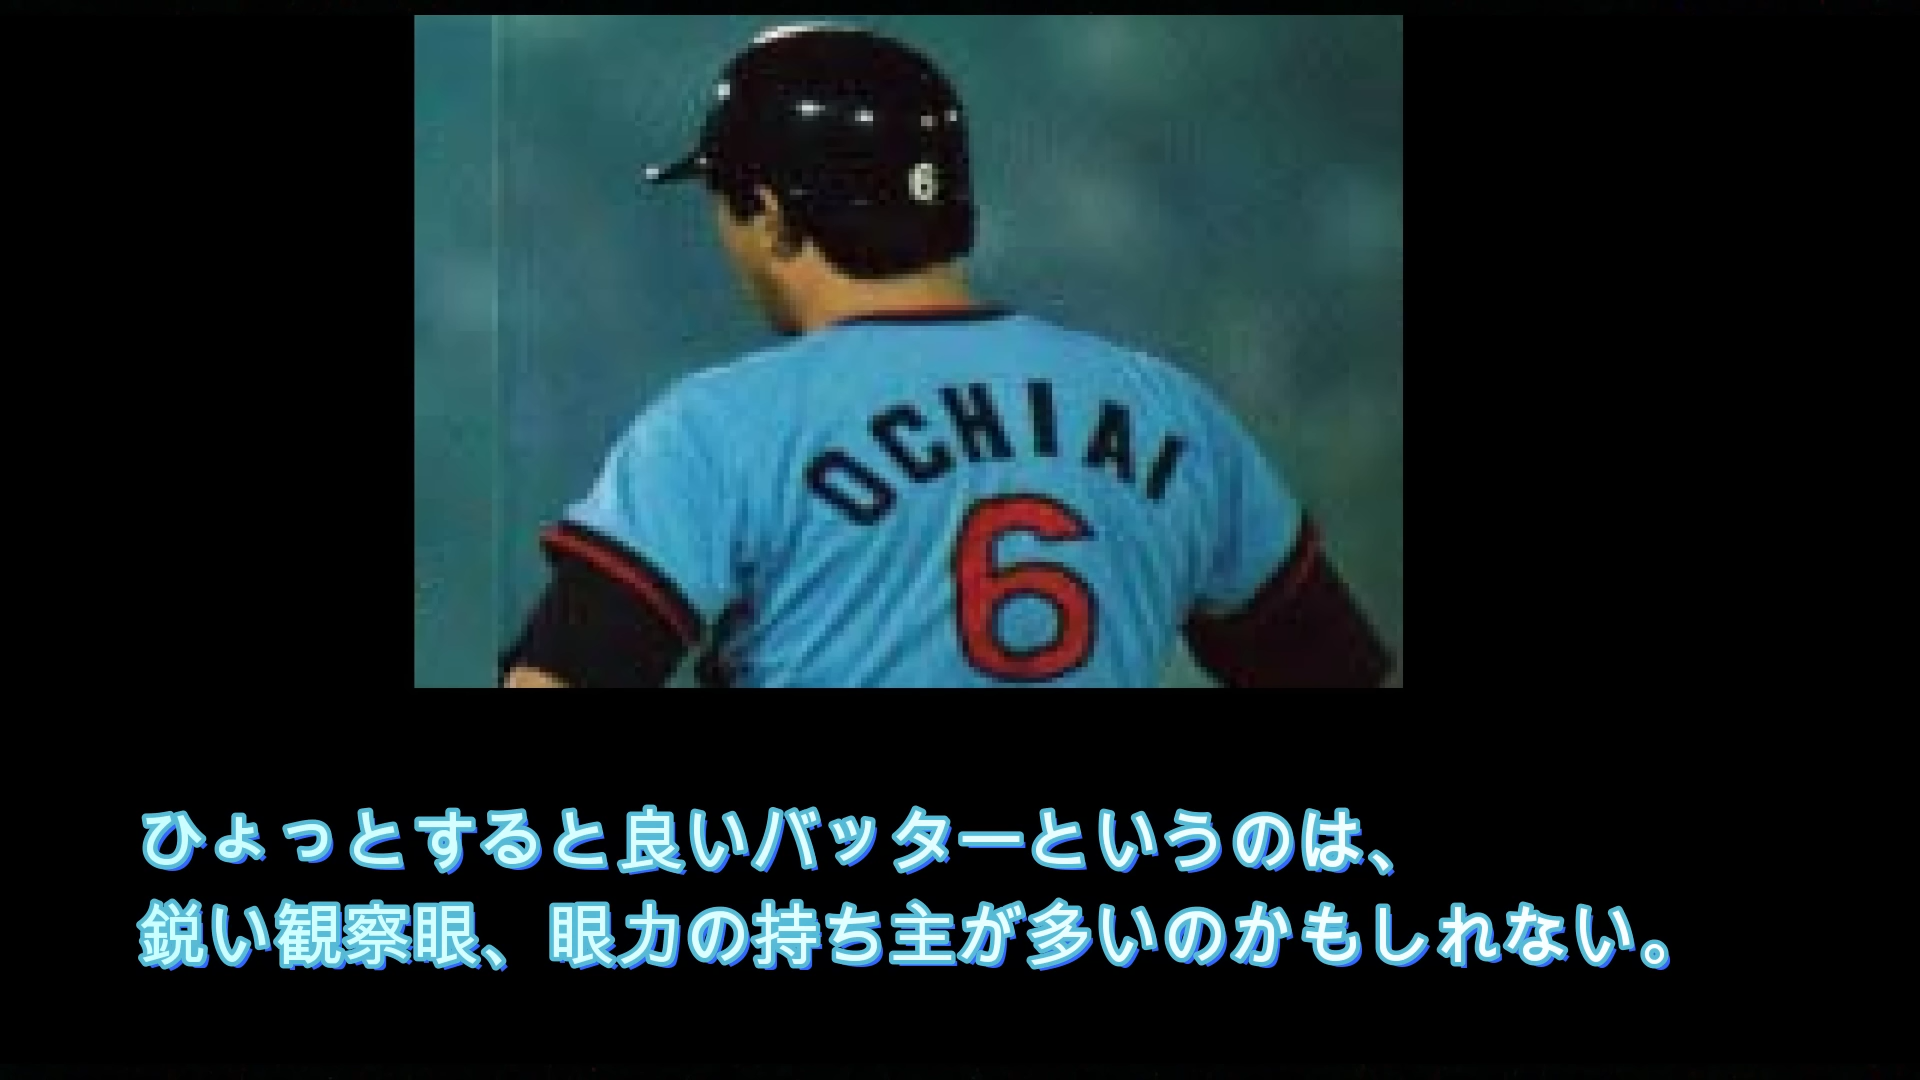 6
OCHIAI
6
ひょっとすると良いバッターというのは、
鋭い観察眼、眼力の持ち主が多いのかもしれない。